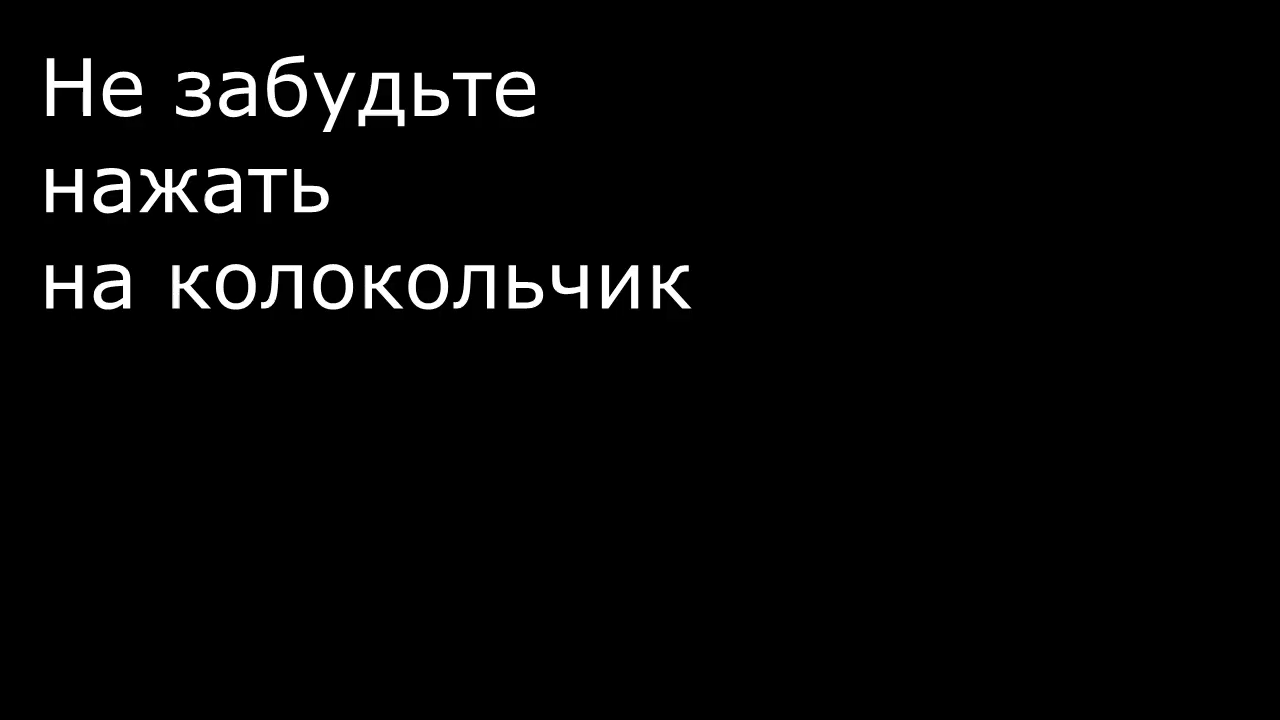 Не забудьте
нажать
на колокольчик